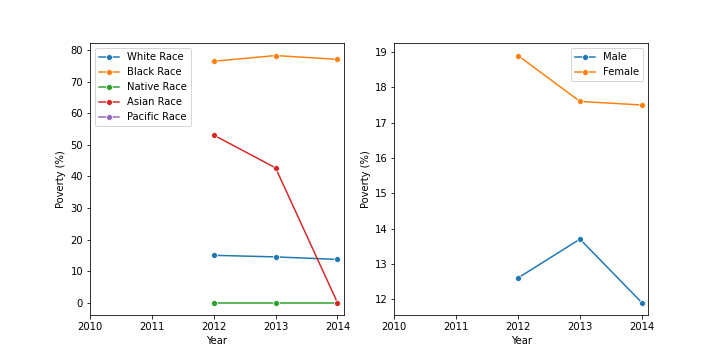 80
70
60
50
40
30
20
10
0
Poverty (%)
2010 2011 2012 2013 2014
Year
White Race
Black Race
Native Race
Asian Race
Pacific Race
19
18
17
16
15
14
13
12
Poverty (%)
2010 2011 2012 2013 2014
Year
Male
Female